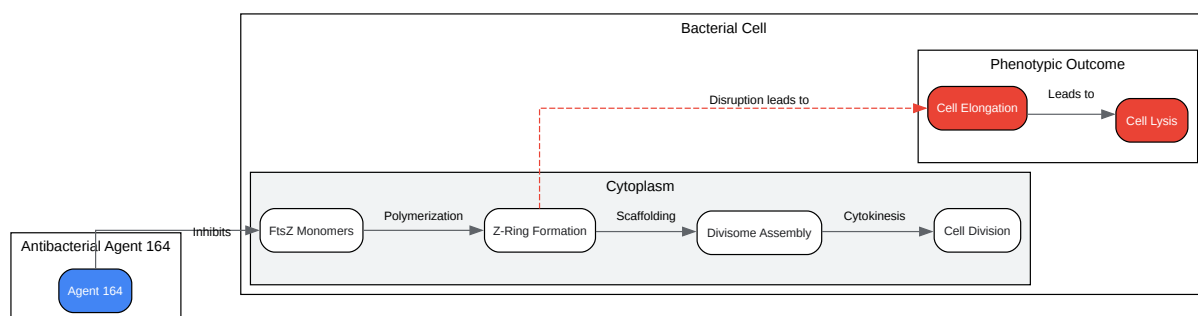 Bacterial Cell
Phenotypic Outcome
Cell Elongation
Leads to
Cell Lysis
Disruption leads to
Cytoplasm
FtsZ Monomers
Polymerization
Z-Ring Formation
Scaffolding
Divisome Assembly
Cytokinesis
Cell Division
Inhibits
Antibacterial Agent 164
Agent 164